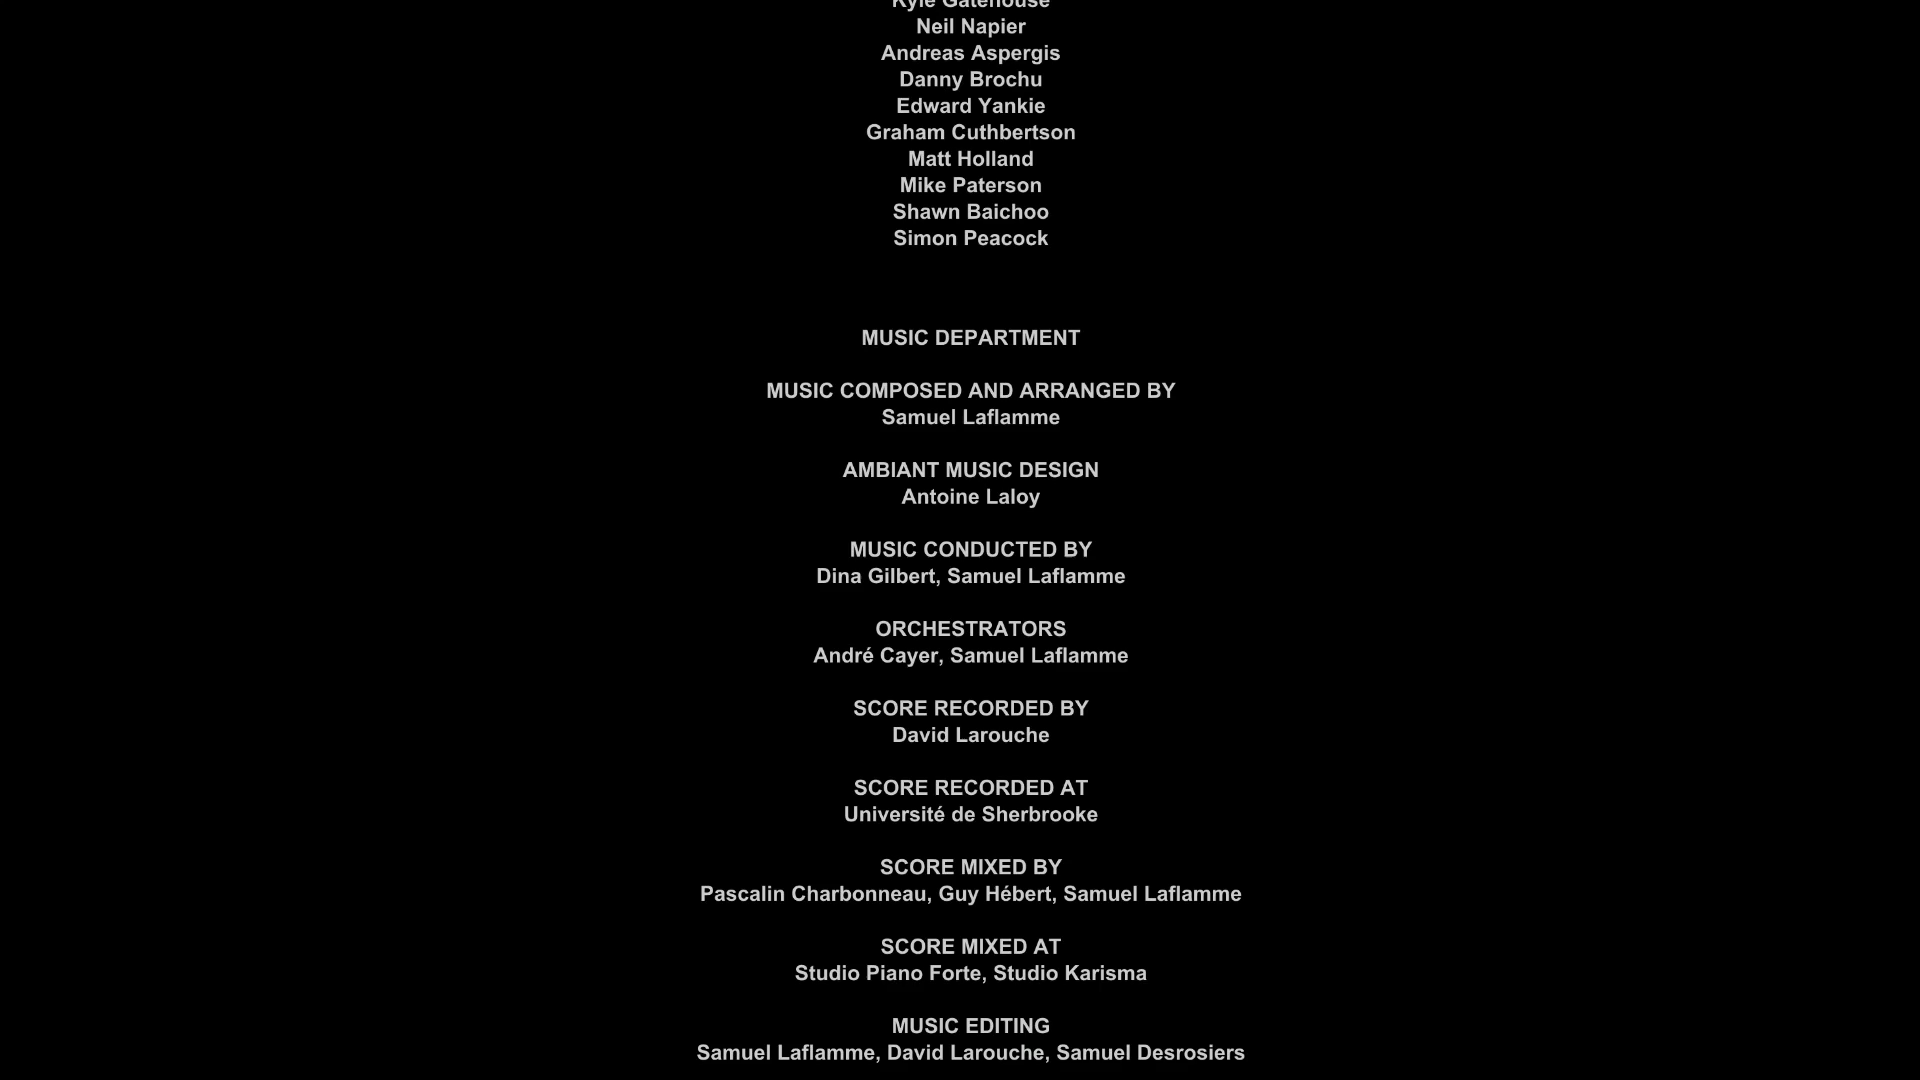 Kyle Gatehouse
Neil Napier
Andreas Aspergis
Danny Brochu
Edward Yankie
Graham Cuthbertson
Matt Holland
Mike Paterson
Shawn Baichoo
Simon Peacock
MUSIC DEPARTMENT
MUSIC COMPOSED AND ARRANGED BY
Samuel Laflamme
AMBIANT MUSIC DESIGN
Antoine Laloy
MUSIC CONDUCTED BY
Dina Gilbert, Samuel Laflamme
ORCHESTRATORS
André Cayer, Samuel Laflamme
SCORE RECORDED BY
David Larouche
SCORE RECORDED AT
Université de Sherbrooke
SCORE MIXED BY
Pascalin Charbonneau, Guy Hébert, Samuel Laflamme
SCORE MIXED AT
Studio Piano Forte, Studio Karisma
MUSIC EDITING
Samuel Laflamme, David Larouche, Samuel Desrosiers